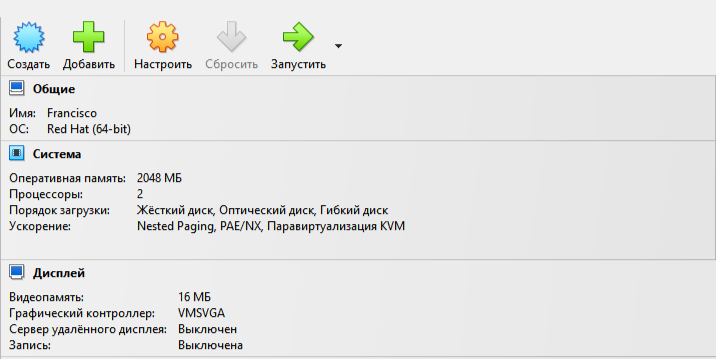 Создать Добавить Настроить Сбросить Запустить
Общие
Имя: Francisco
ОС: Red Hat (64-bit)
Система
Оперативная память: 2048 МБ
Процессоры: 2
Порядок загрузки: Жёсткий диск, Оптический диск, Гибкий диск
Ускорение: Nested Paging, PAE/NX, Паравиртуализация KVM
Дисплей
Видеопамять: 16 МБ
Графический контроллер: VMSVGA
Сервер удалённого дисплея: Выключен
Запись: Выключена